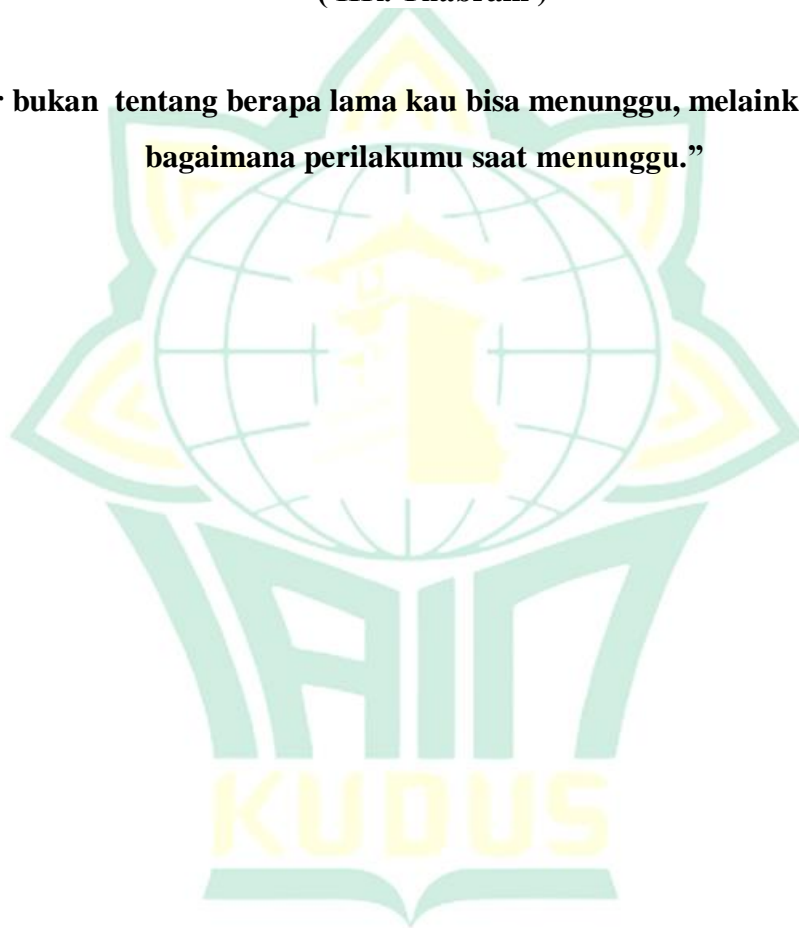 bukan tentang berapa lama kau bisa menunggu,
bagaimana perilakumu saat menunggu.”
IAIN
KUDUS